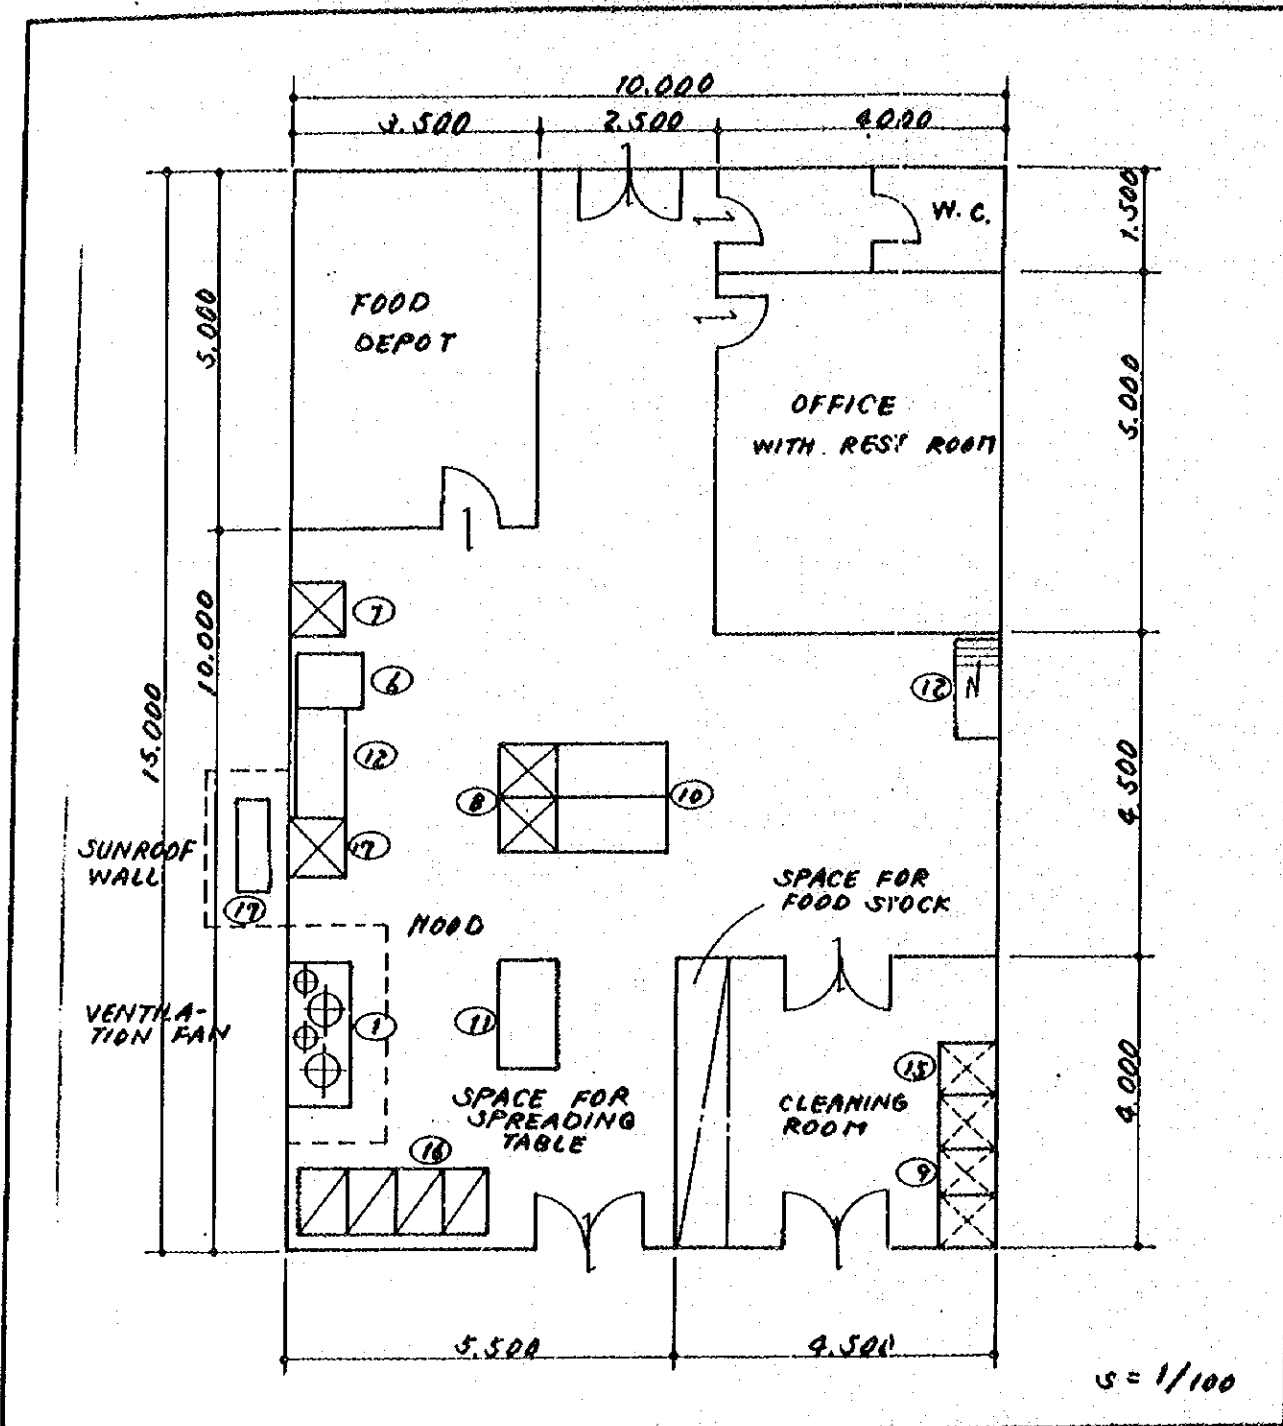 10.000
3.500
2.500
4.000
1.500
W.C.
5.000
FOOD
DEPOT
5.000
OFFICE
WITH REST ROOM
7
6
12
N
10.000
15.000
12
8
10
4.500
17
SUNROOF
WALL
17
SPACE FOR
FOOD STOCK
HOOD
VENTILA-
TION FAN
1
11
15
4.000
SPACE FOR
SPREADING
TABLE
CLEANING
ROOM
16
9
5.500
4.500
S = 1/100